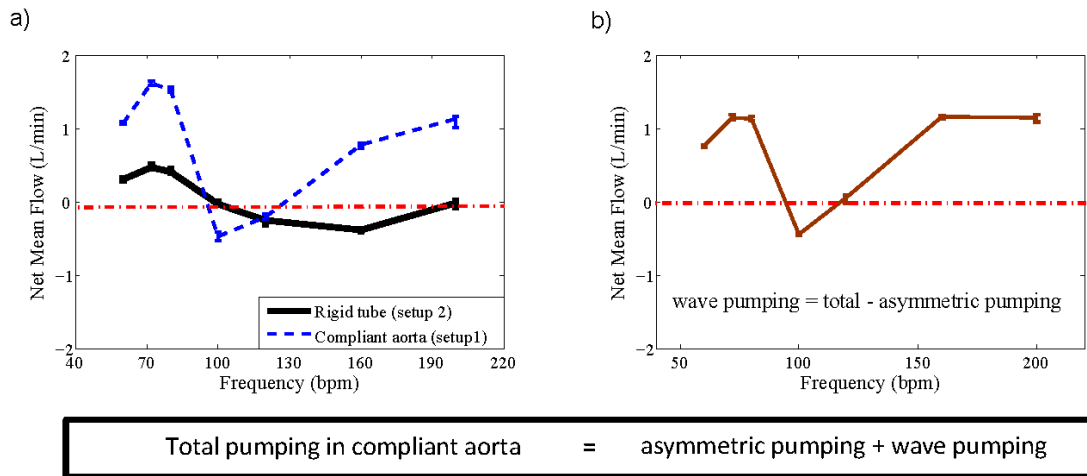 a)
2
1
0
−1
−2
Net Mean Flow (L/min)
Rigid tube (setup 2)
Compliant aorta (setup1)
40 70 100 130 160 190 220
Frequency (bpm)
b)
2
1
0
−1
−2
Net Mean Flow (L/min)
wave pumping = total - asymmetric pumping
50 100 150 200
Frequency (bpm)
Total pumping in compliant aorta = asymmetric pumping + wave pumping